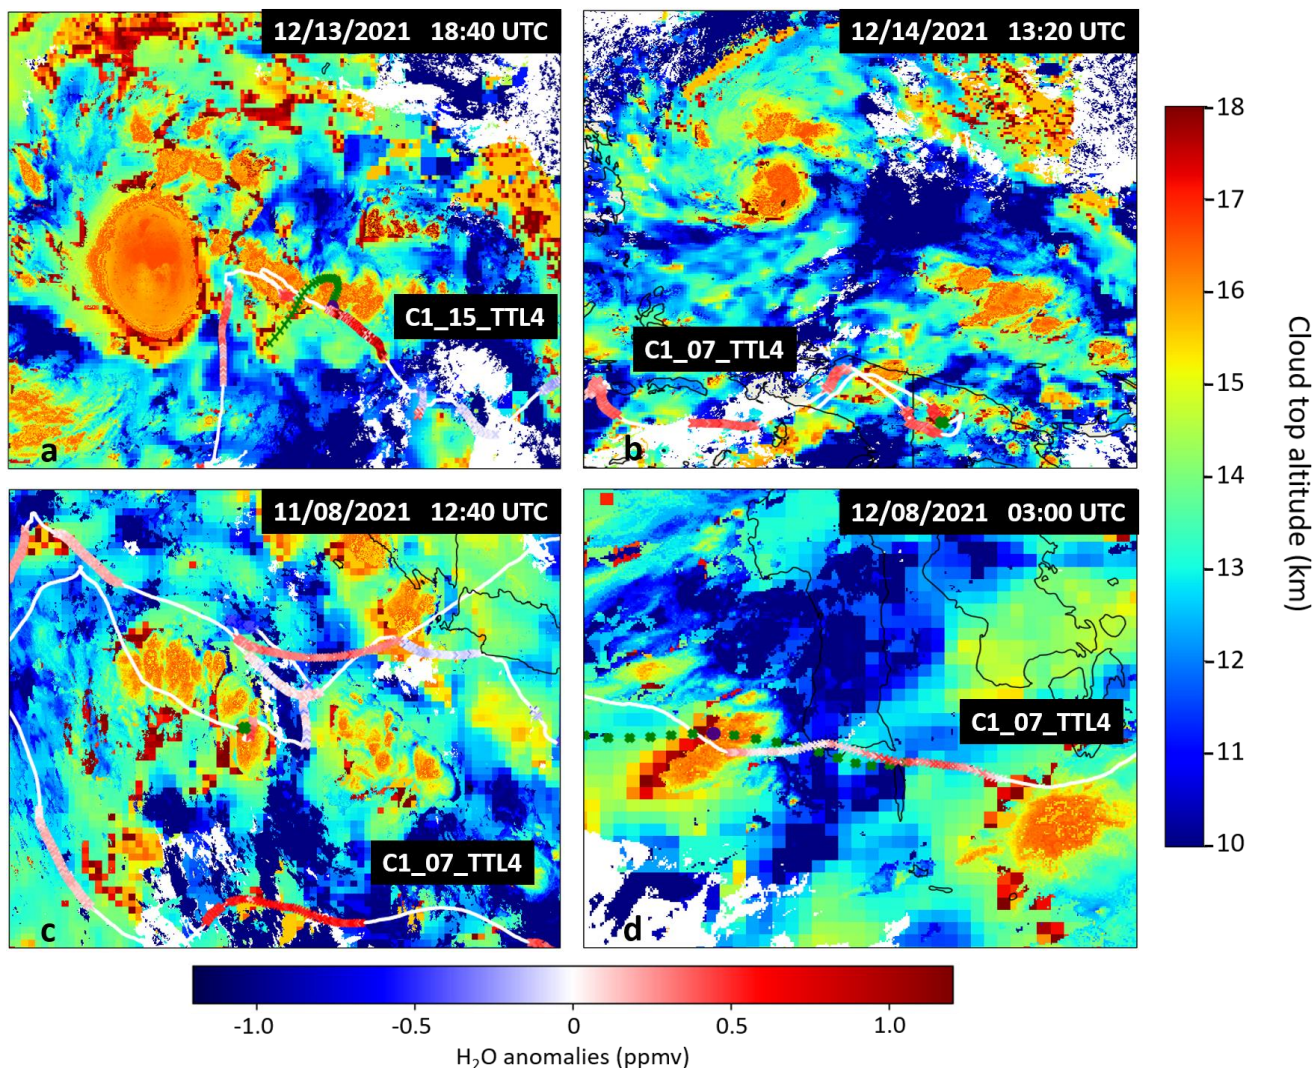 12/13/2021 18:40 UTC
C1_15_TTL4
a
12/14/2021 13:20 UTC
C1_07_TTL4
b
11/08/2021 12:40 UTC
C1_07_TTL4
c
12/08/2021 03:00 UTC
C1_07_TTL4
d
18
17
16
15
14
13
12
11
10
Cloud top altitude (km)
-1.0 -0.5 0 0.5 1.0
H₂O anomalies (ppmv)